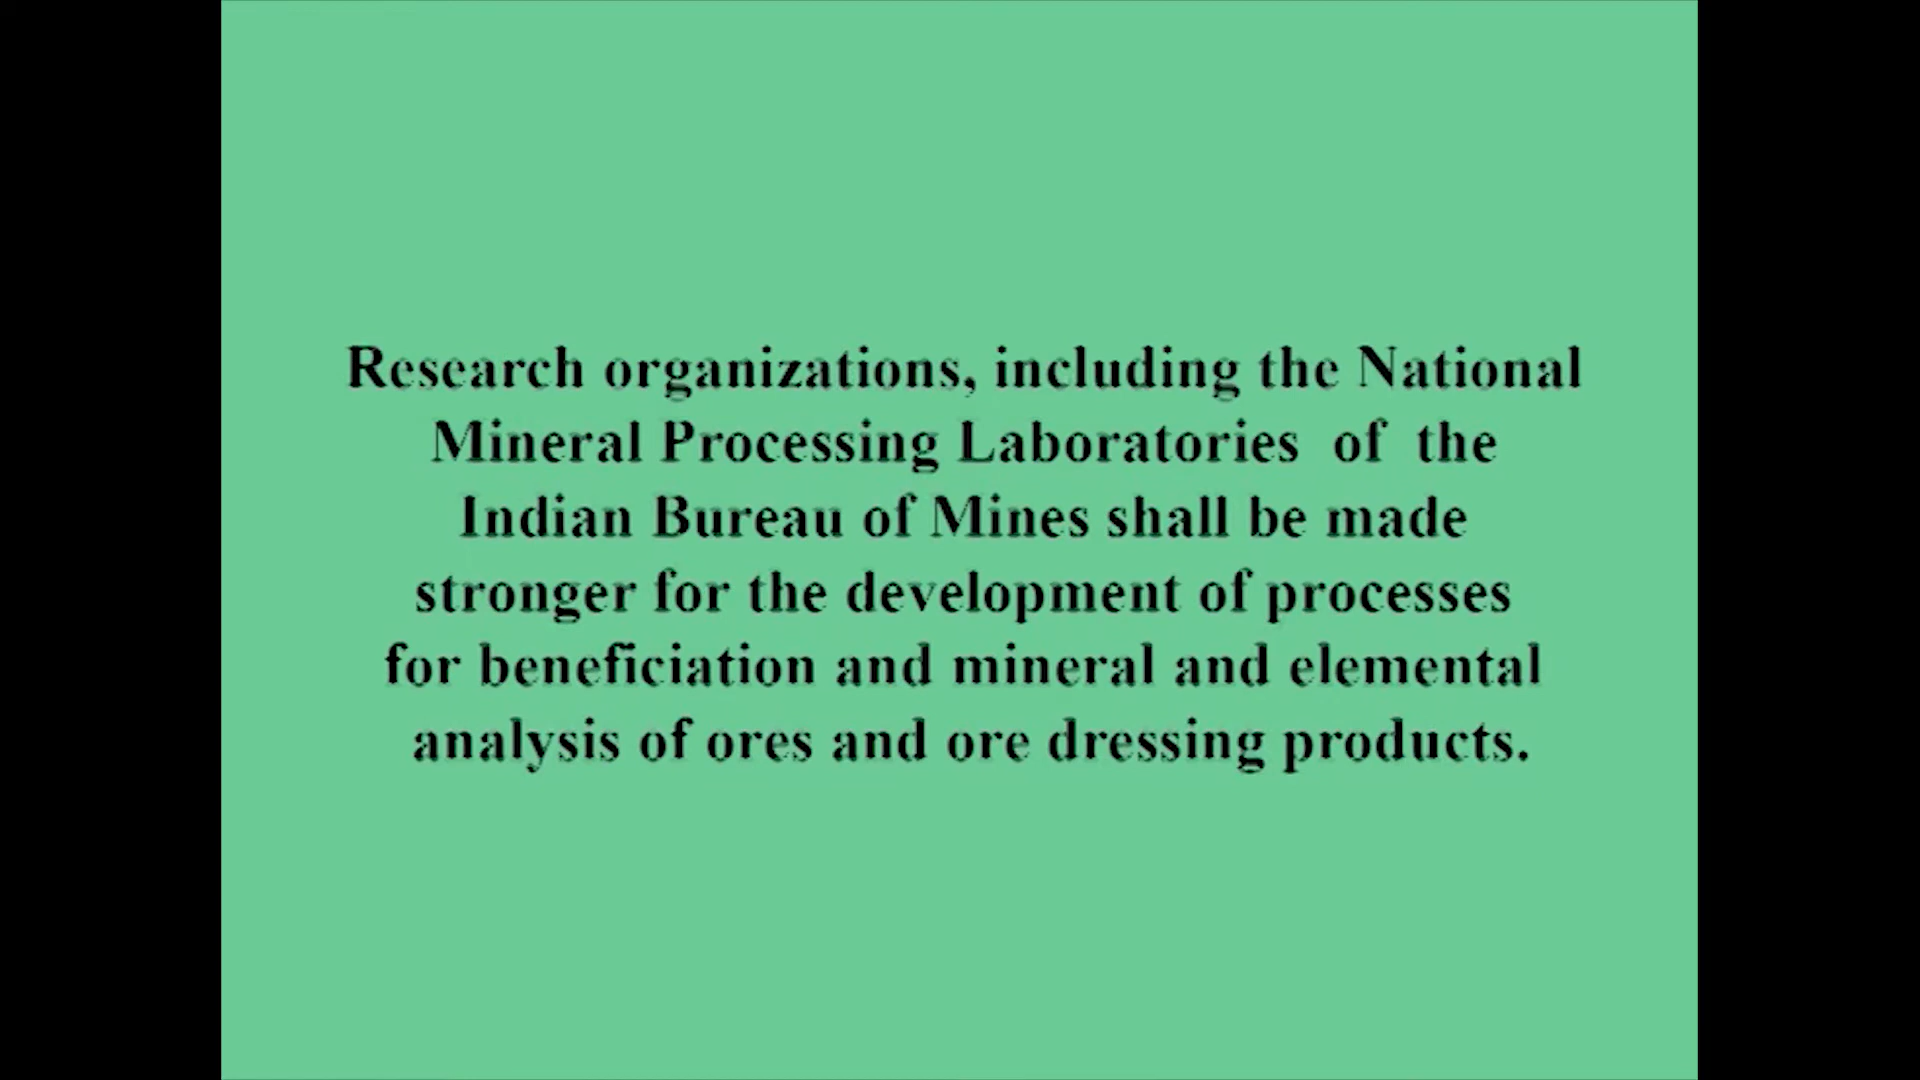 Research organizations, including the National
Mineral Processing Laboratories of the
Indian Bureau of Mines shall be made
stronger for the development of processes
for beneficiation and mineral and elemental
analysis of ores and ore dressing products.